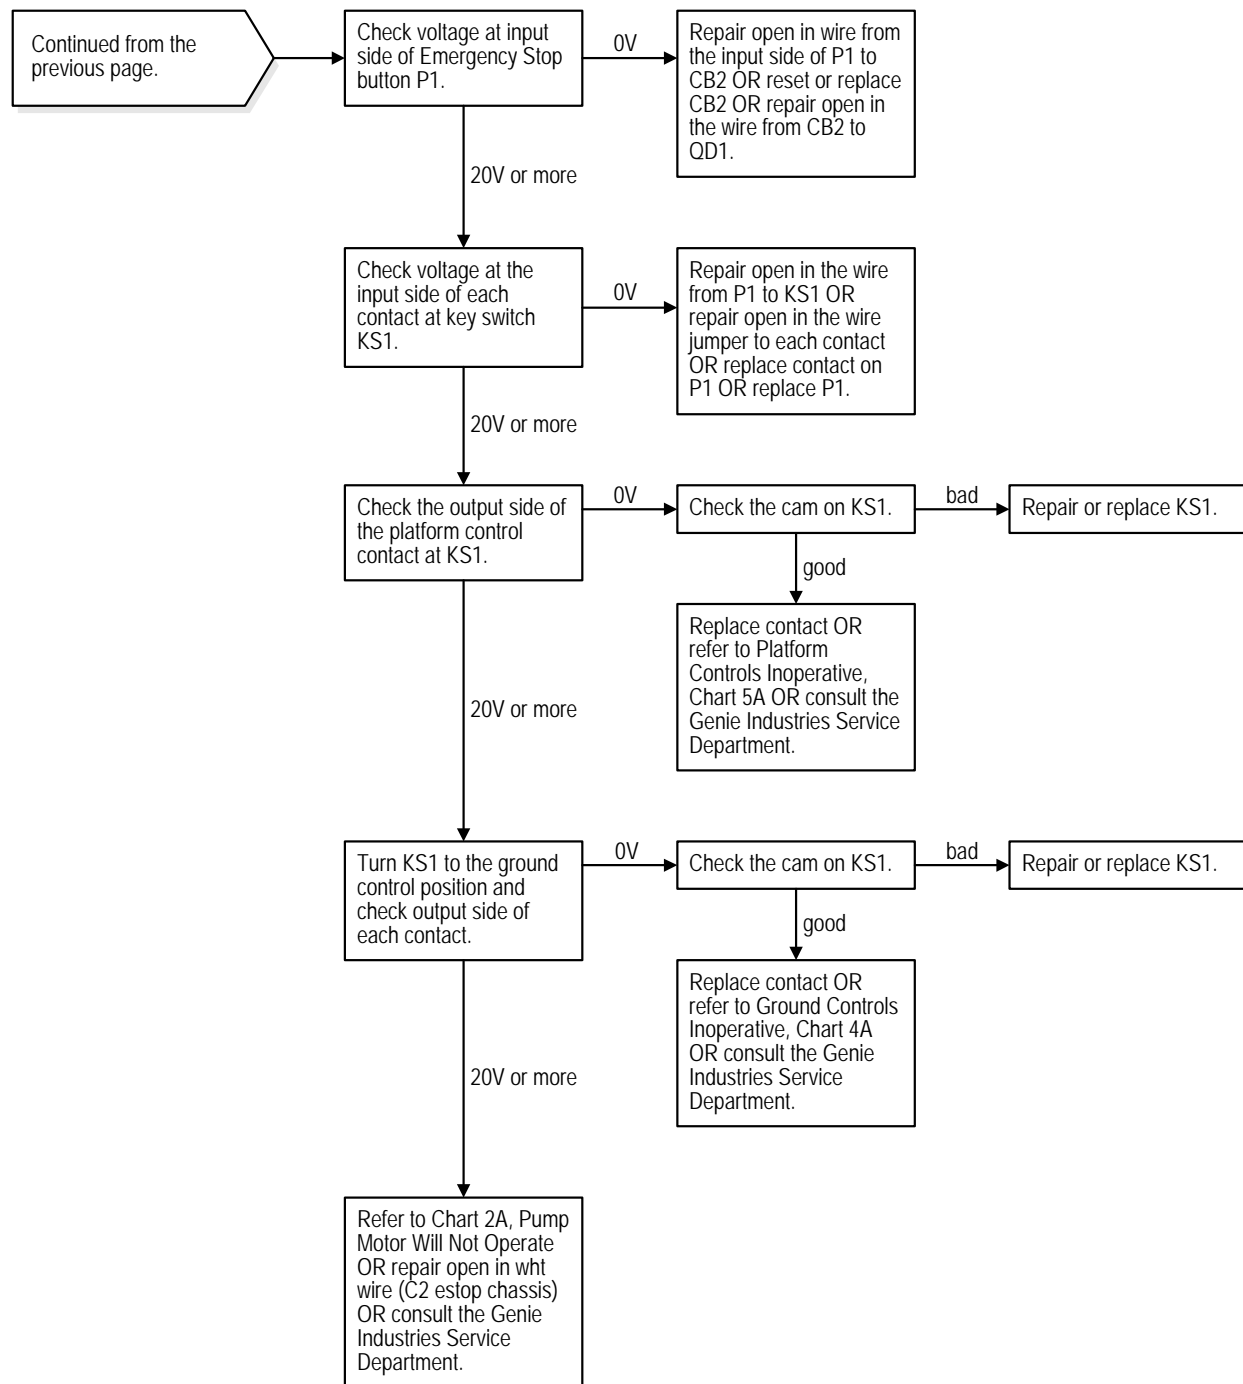 Continued from the
previous page.
Check voltage at input
side of Emergency Stop
button P1.
0V
Repair open in wire from
the input side of P1 to
CB2 OR reset or replace
CB2 OR repair open in
the wire from CB2 to
QD1.
20V or more
Check voltage at the
input side of each
contact at key switch
KS1.
0V
Repair open in the wire
from P1 to KS1 OR
repair open in the wire
jumper to each contact
OR replace contact on
P1 OR replace P1.
20V or more
Check the output side of
the platform control
contact at KS1.
0V
Check the cam on KS1.
bad
Repair or replace KS1.
good
Replace contact OR
refer to Platform
Controls Inoperative,
Chart 5A OR consult the
Genie Industries Service
Department.
20V or more
Turn KS1 to the ground
control position and
check output side of
each contact.
0V
Check the cam on KS1.
bad
Repair or replace KS1.
good
Replace contact OR
refer to Ground Controls
Inoperative, Chart 4A
OR consult the Genie
Industries Service
Department.
20V or more
Refer to Chart 2A, Pump
Motor Will Not Operate
OR repair open in wht
wire (C2 estop chassis)
OR consult the Genie
Industries Service
Department.